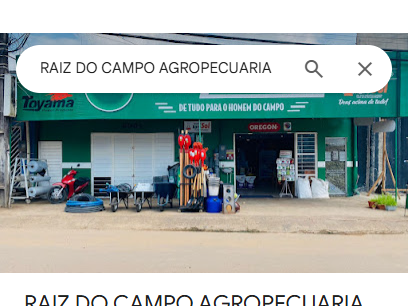 RAIZ DO CAMPO AGROPECUARIA
Toyama
DE TUDO PARA O HOMEM DO CAMPO
Deus acima de tudo!
OREGON
RAIZ DO CAMPO AGROPECUARIA